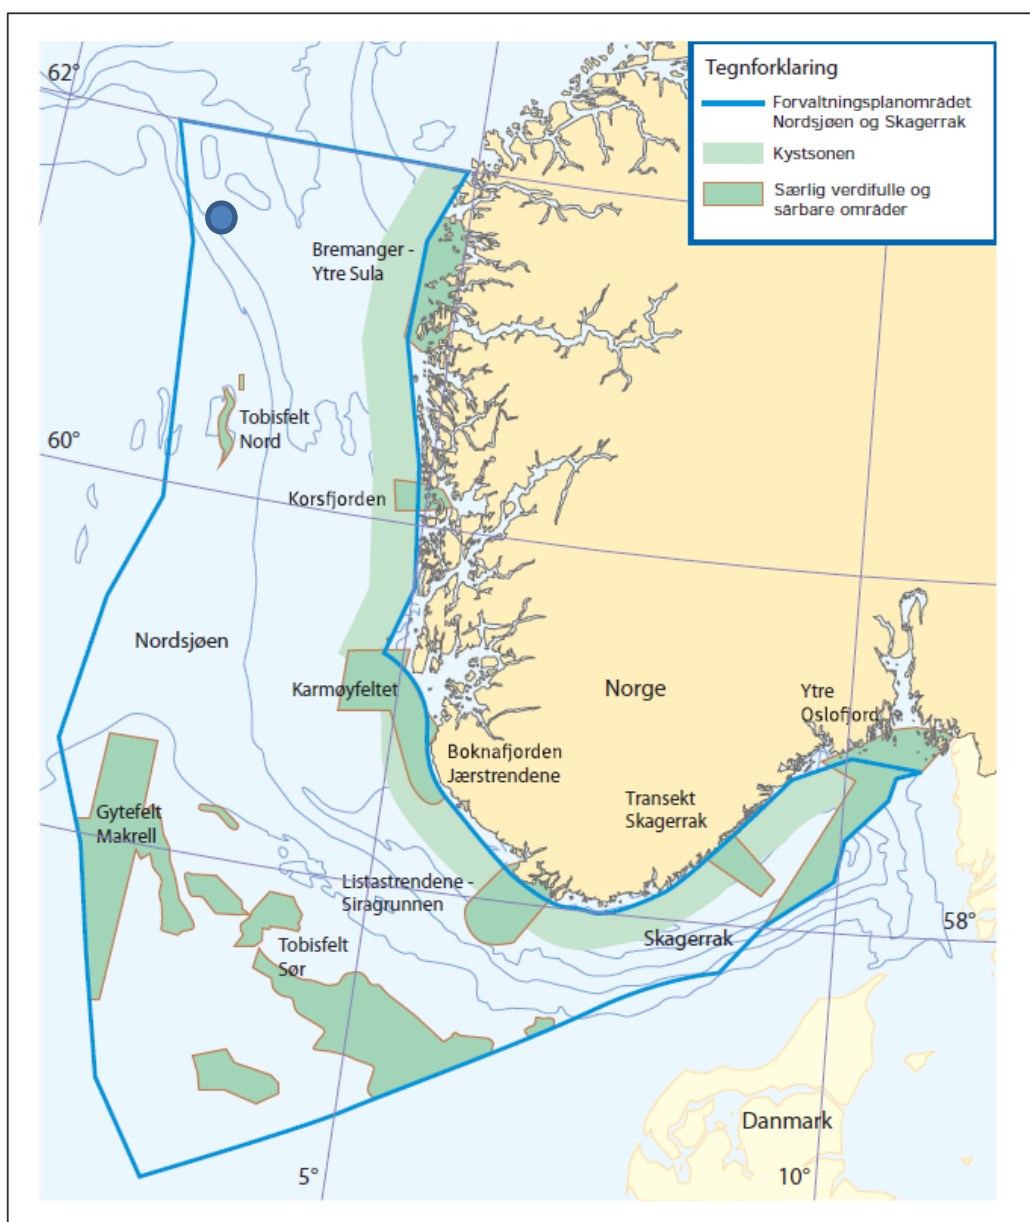 Tegnforklaring
Forvaltningsplanområdet
Nordsjøen og Skagerrak
Kystsonen
Særlig verdifulle og
sårbare områder
62°
Bremanger -
Ytre Sula
Tobisfelt
Nord
60°
Korsfjorden
Nordsjøen
Karmøyfeltet
Norge
Ytre
Oslofjord
Boknafjorden
Jærstrendene
Transekt
Skagerrak
Gytefelt
Makrell
Listastrendene -
Siragrunnen
58°
Skagerrak
Tobisfelt
Sør
Danmark
5°
10°